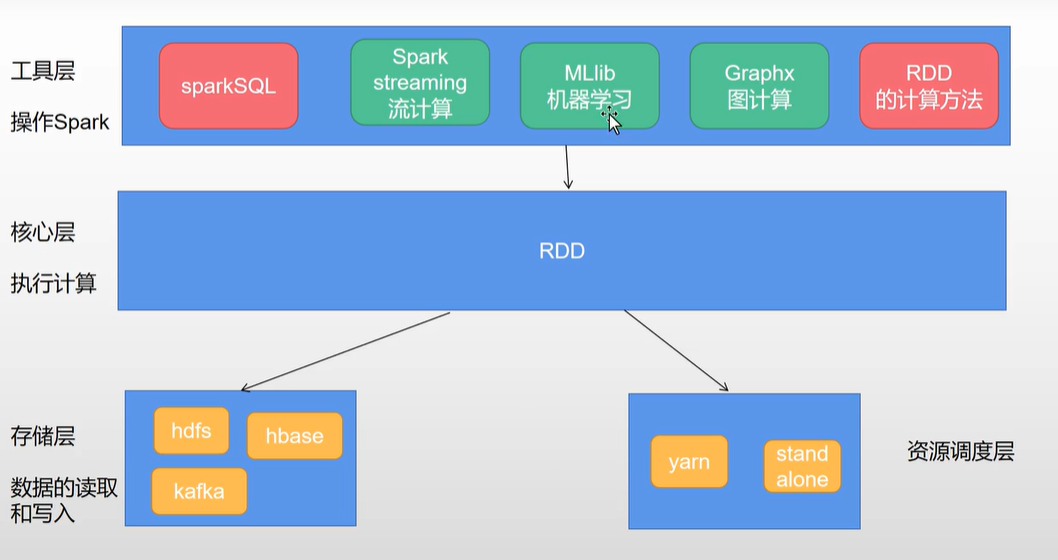 工具层
操作Spark
sparkSQL
Spark
streaming
流计算
MLlib
机器学习
Graphx
图计算
RDD
的计算方法
核心层
执行计算
RDD
存储层
数据的读取
和写入
hdfs
hbase
kafka
yarn
stand
alone
资源调度层